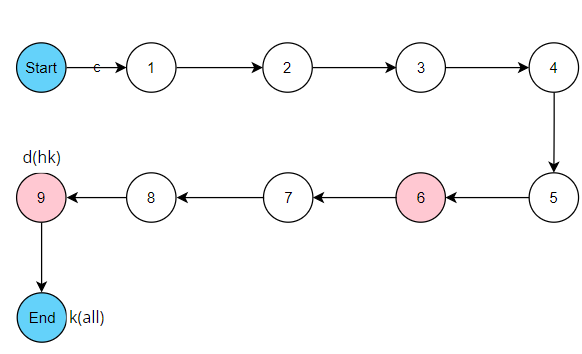 Start c 1 2 3 4
d(hk)
9 8 7 6 5
End k(all)